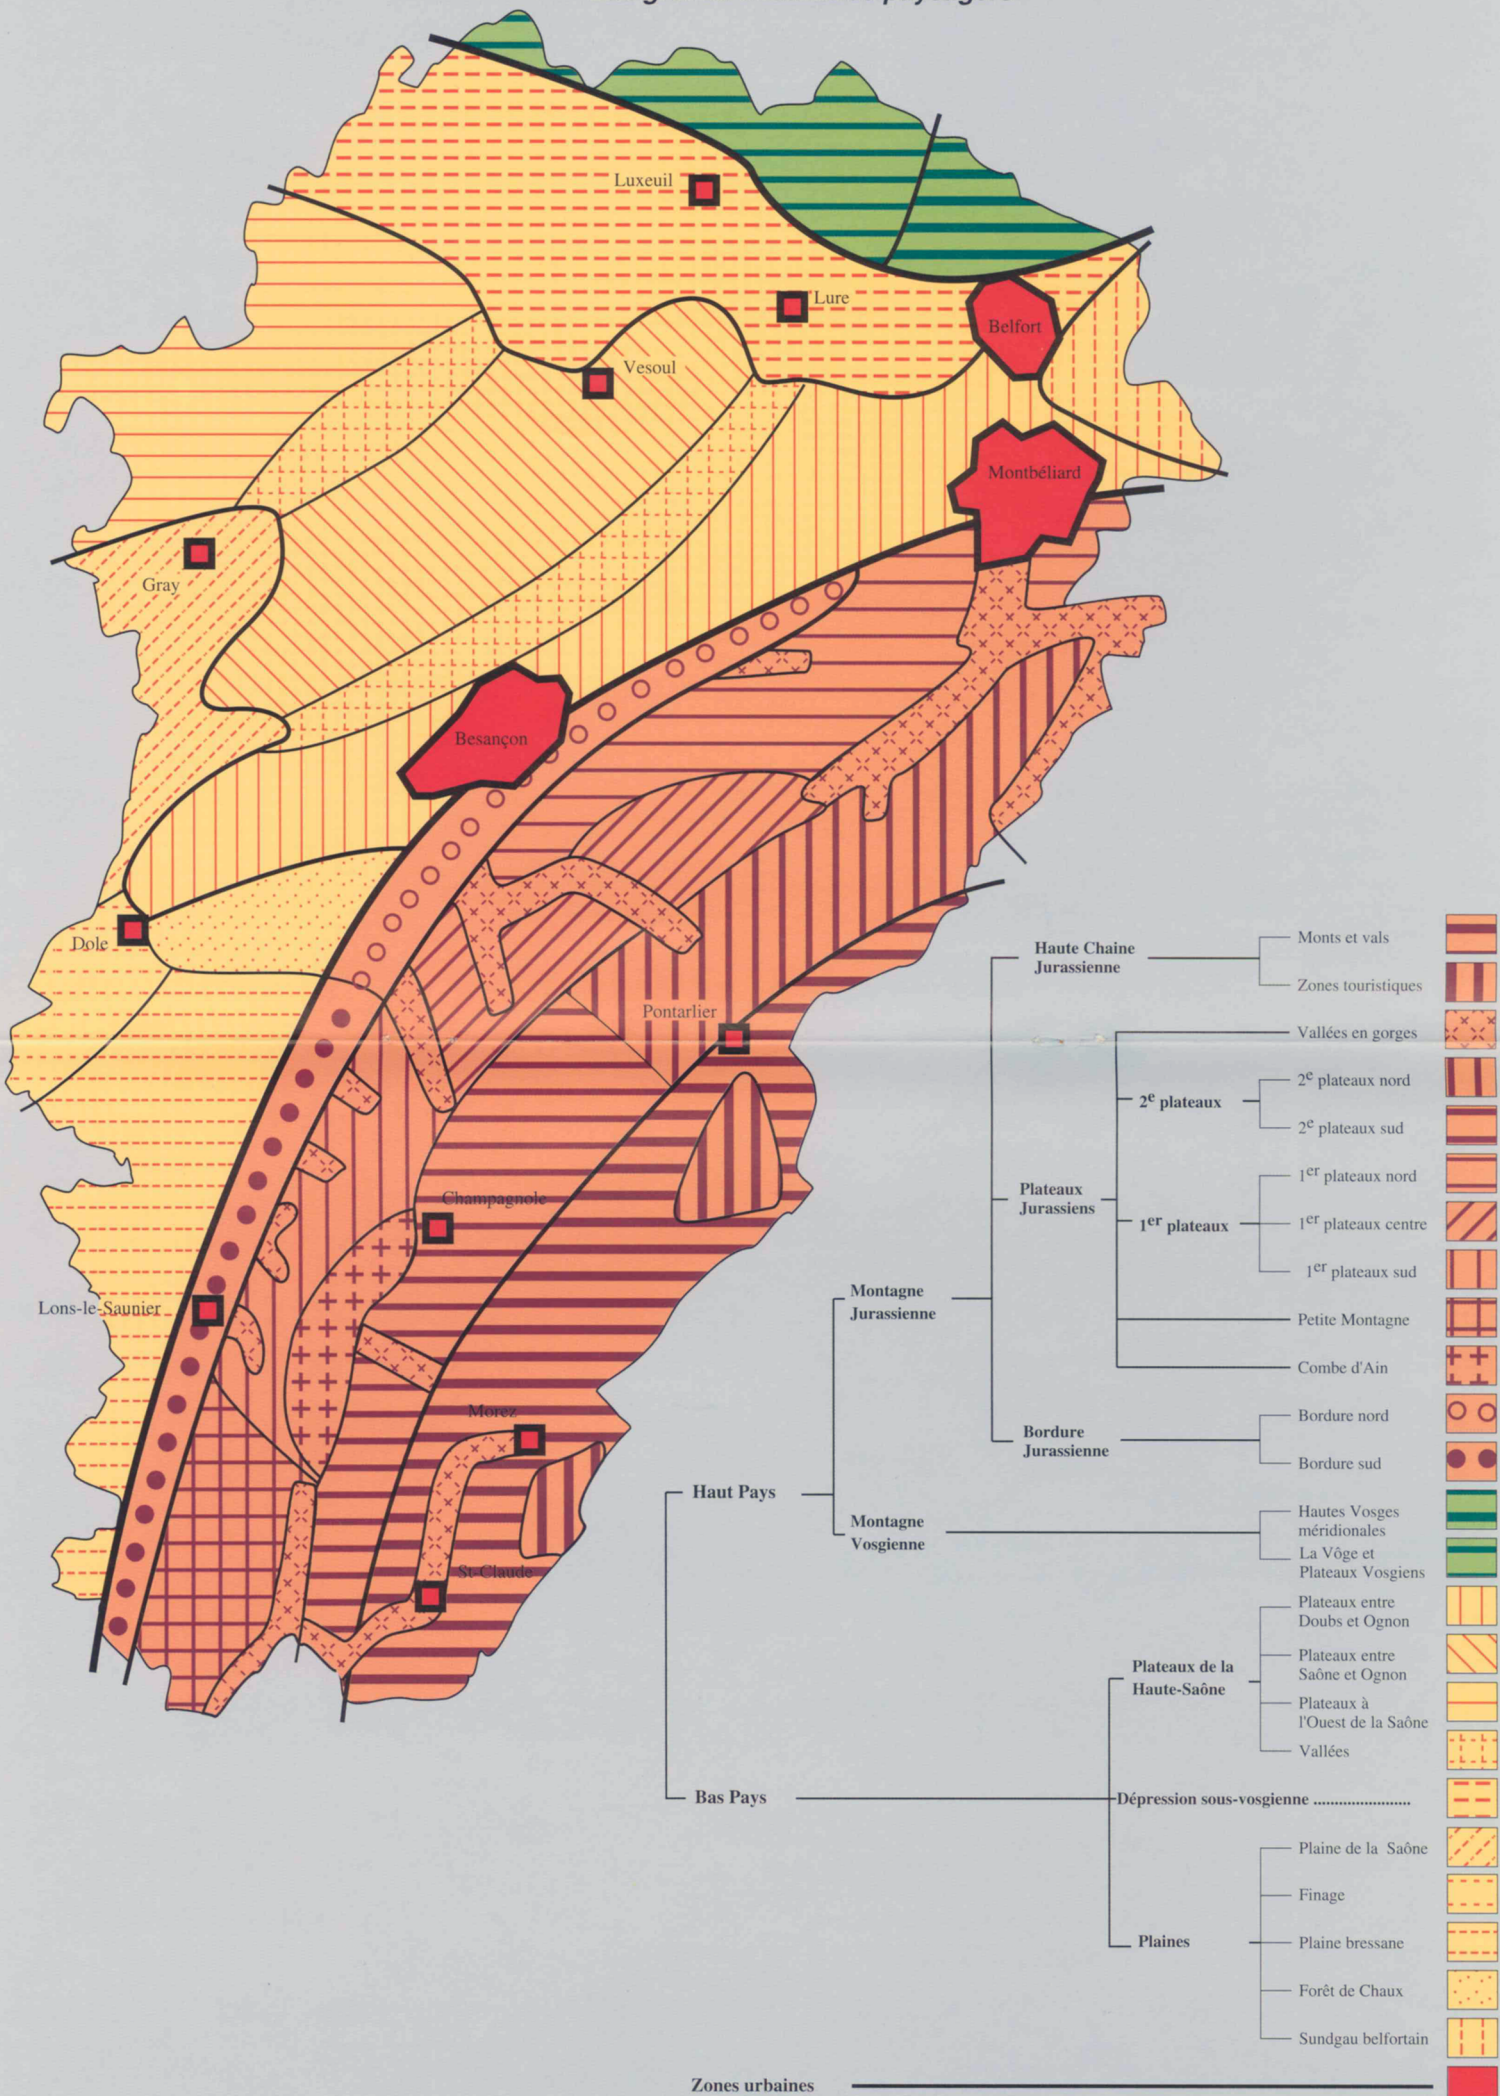 Luxeuil
Lure
Belfort
Vesoul
Montbéliard
Gray
Besançon
Dole
Pontarlier
Champagnole
Lons-le-Saunier
Morez
St-Claude
Haute Chaine
Jurassienne
Monts et vals
Zones touristiques
Vallées en gorges
2e plateaux
2e plateaux nord
2e plateaux sud
Plateaux
Jurassiens
1er plateaux
1er plateaux nord
1er plateaux centre
1er plateaux sud
Petite Montagne
Combe d'Ain
Montagne
Jurassienne
Bordure
Jurassienne
Bordure nord
Bordure sud
Haut Pays
Montagne
Vosgienne
Hautes Vosges
méridionales
La Vôge et
Plateaux Vosgiens
Plateaux de la
Haute-Saône
Plateaux entre
Doubs et Ognon
Plateaux entre
Saône et Ognon
Plateaux à
l'Ouest de la Saône
Vallées
Bas Pays
Dépression sous-vosgienne .......................
Plaines
Plaine de la Saône
Finage
Plaine bressane
Forêt de Chaux
Sundgau belfortain
Zones urbaines